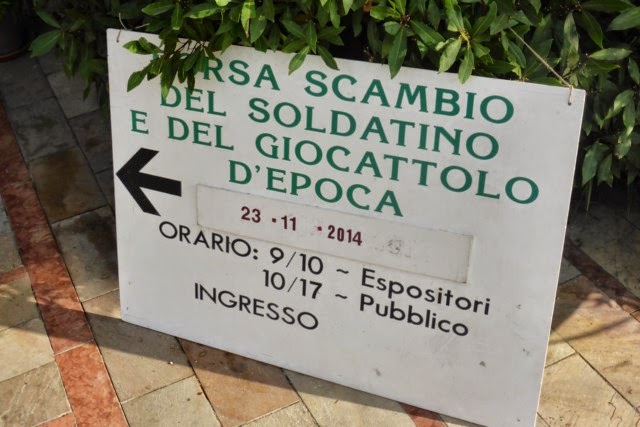 RSA SCAMBIO
DEL SOLDATINO
E DEL GIOCATTOLO
D'EPOCA
23 • 11 • 2014
ORARIO: 9/10 ~ Espositori
10/17 ~ Pubblico
INGRESSO